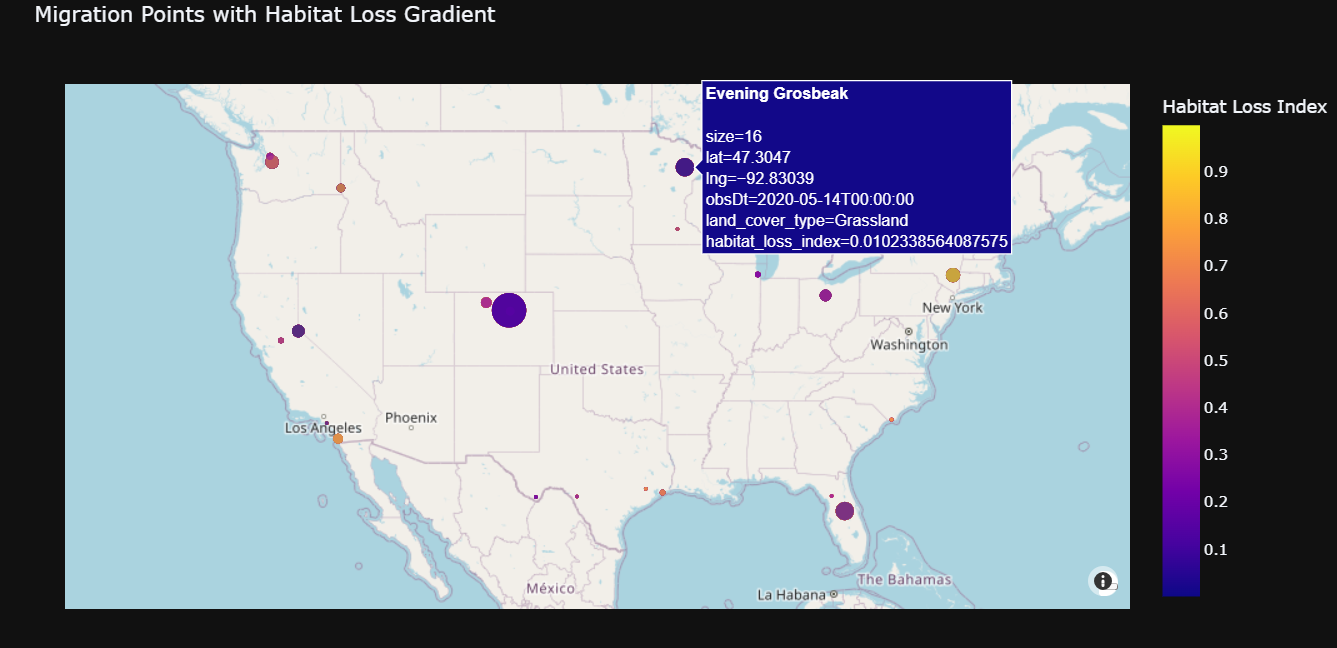 Migration Points with Habitat Loss Gradient
Evening Grosbeak
size=16
lat=47.3047
lng=−92.83039
obsDt=2020-05-14T00:00:00
land_cover_type=Grassland
habitat_loss_index=0.0102338564087575
Habitat Loss Index
0.9
0.8
0.7
0.6
0.5
0.4
0.3
0.2
0.1
New York
Washington
United States
Phoenix
Los Angeles
The Bahamas
México
La Habana